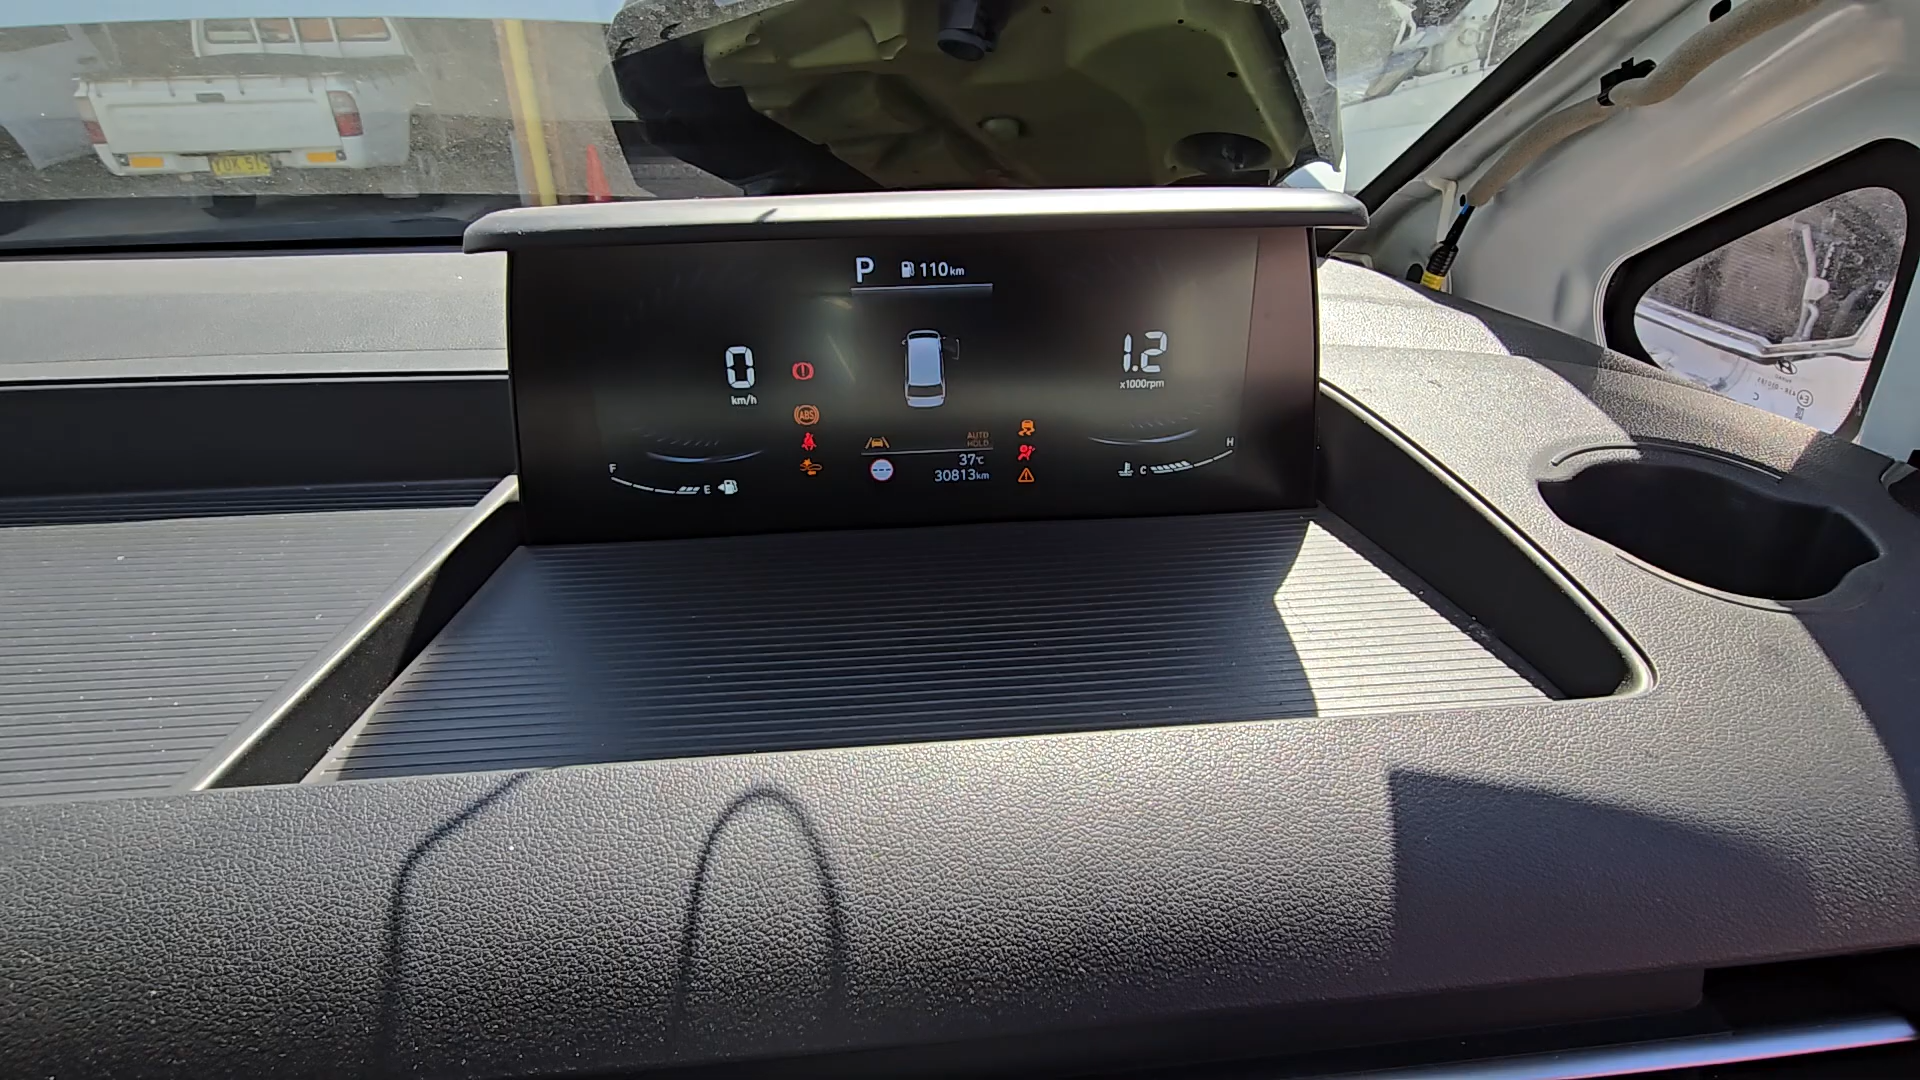 P 110km
0
km/h
1.2
x1000rpm
ABS
AUTO
HOLD
37°C
30813km
F
E
C
H